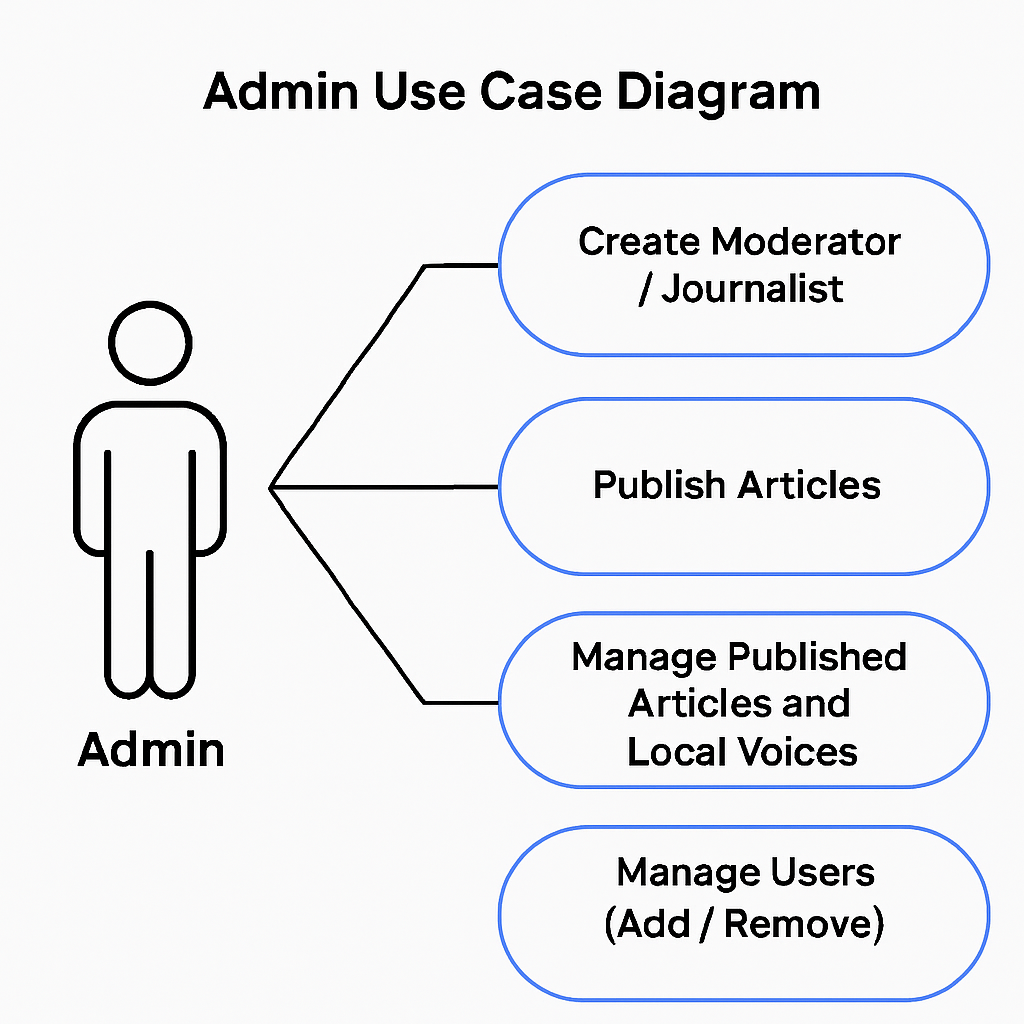 Admin Use Case Diagram
Create Moderator
/ Journalist
Publish Articles
Manage Published
Articles and
Local Voices
Manage Users
(Add / Remove)
Admin